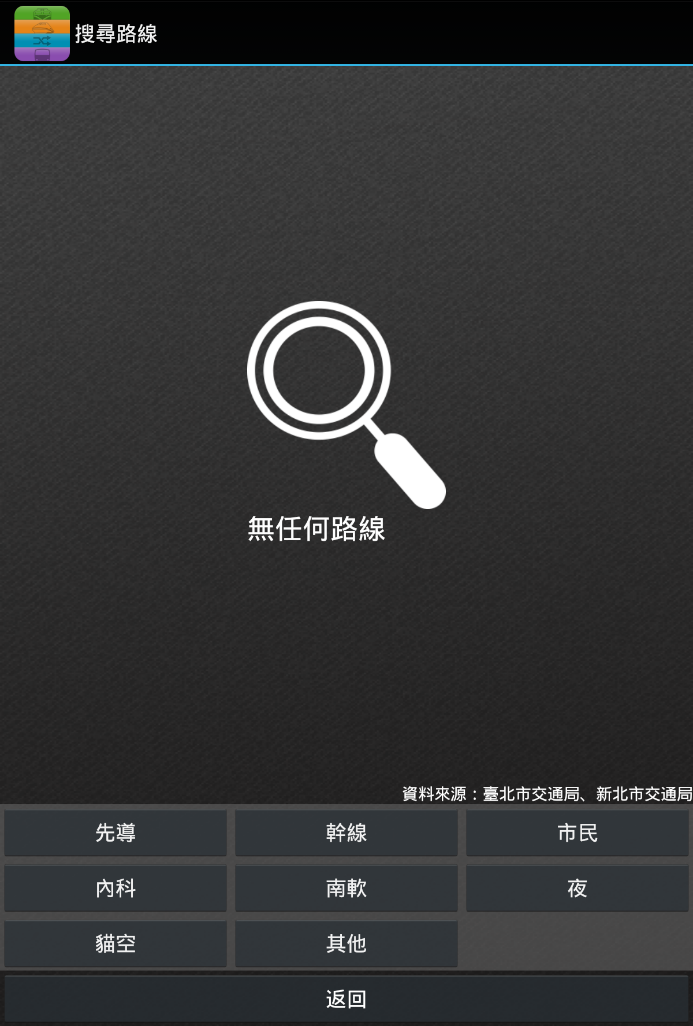 搜尋路線
無任何路線
資料來源：臺北市交通局、新北市交通局
先導
幹線
市民
內科
南軟
夜
貓空
其他
返回